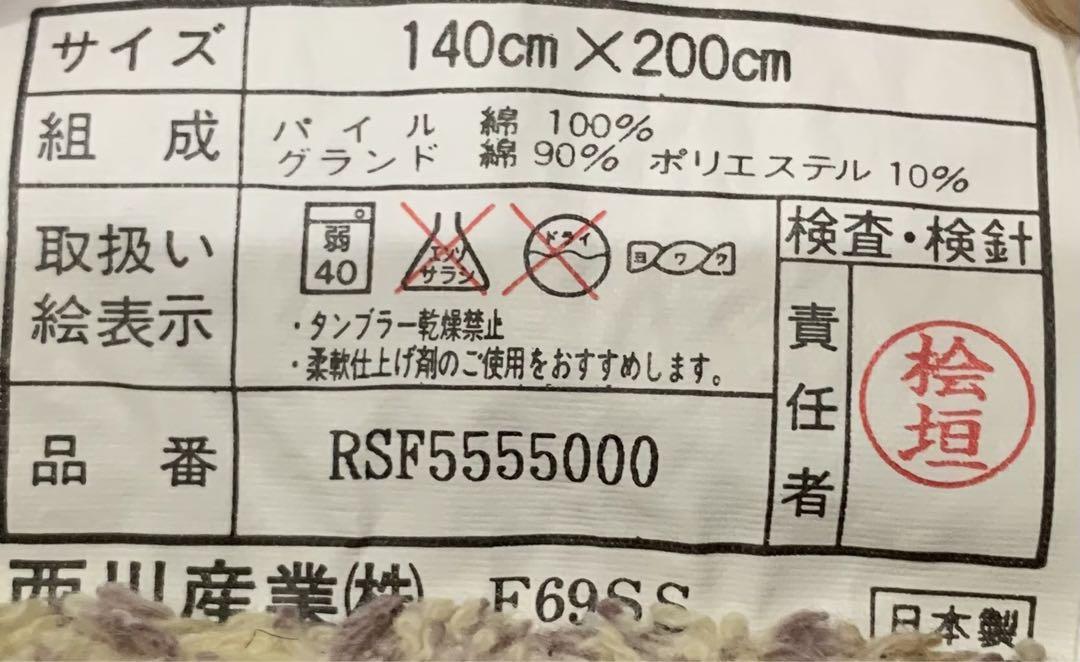 サイズ 140cm×200cm
組成 パイル 綿 100%
グランド 綿 90% ポリエステル 10%
取扱い
絵表示
弱
40
エンソ
サラシ
ドライ
ヨワク
・タンブラー乾燥禁止
・柔軟仕上げ剤のご使用をおすすめします。
検査・検針
責任者
桧垣
品番 RSF5555000
西川産業(株) F69SS
日本製